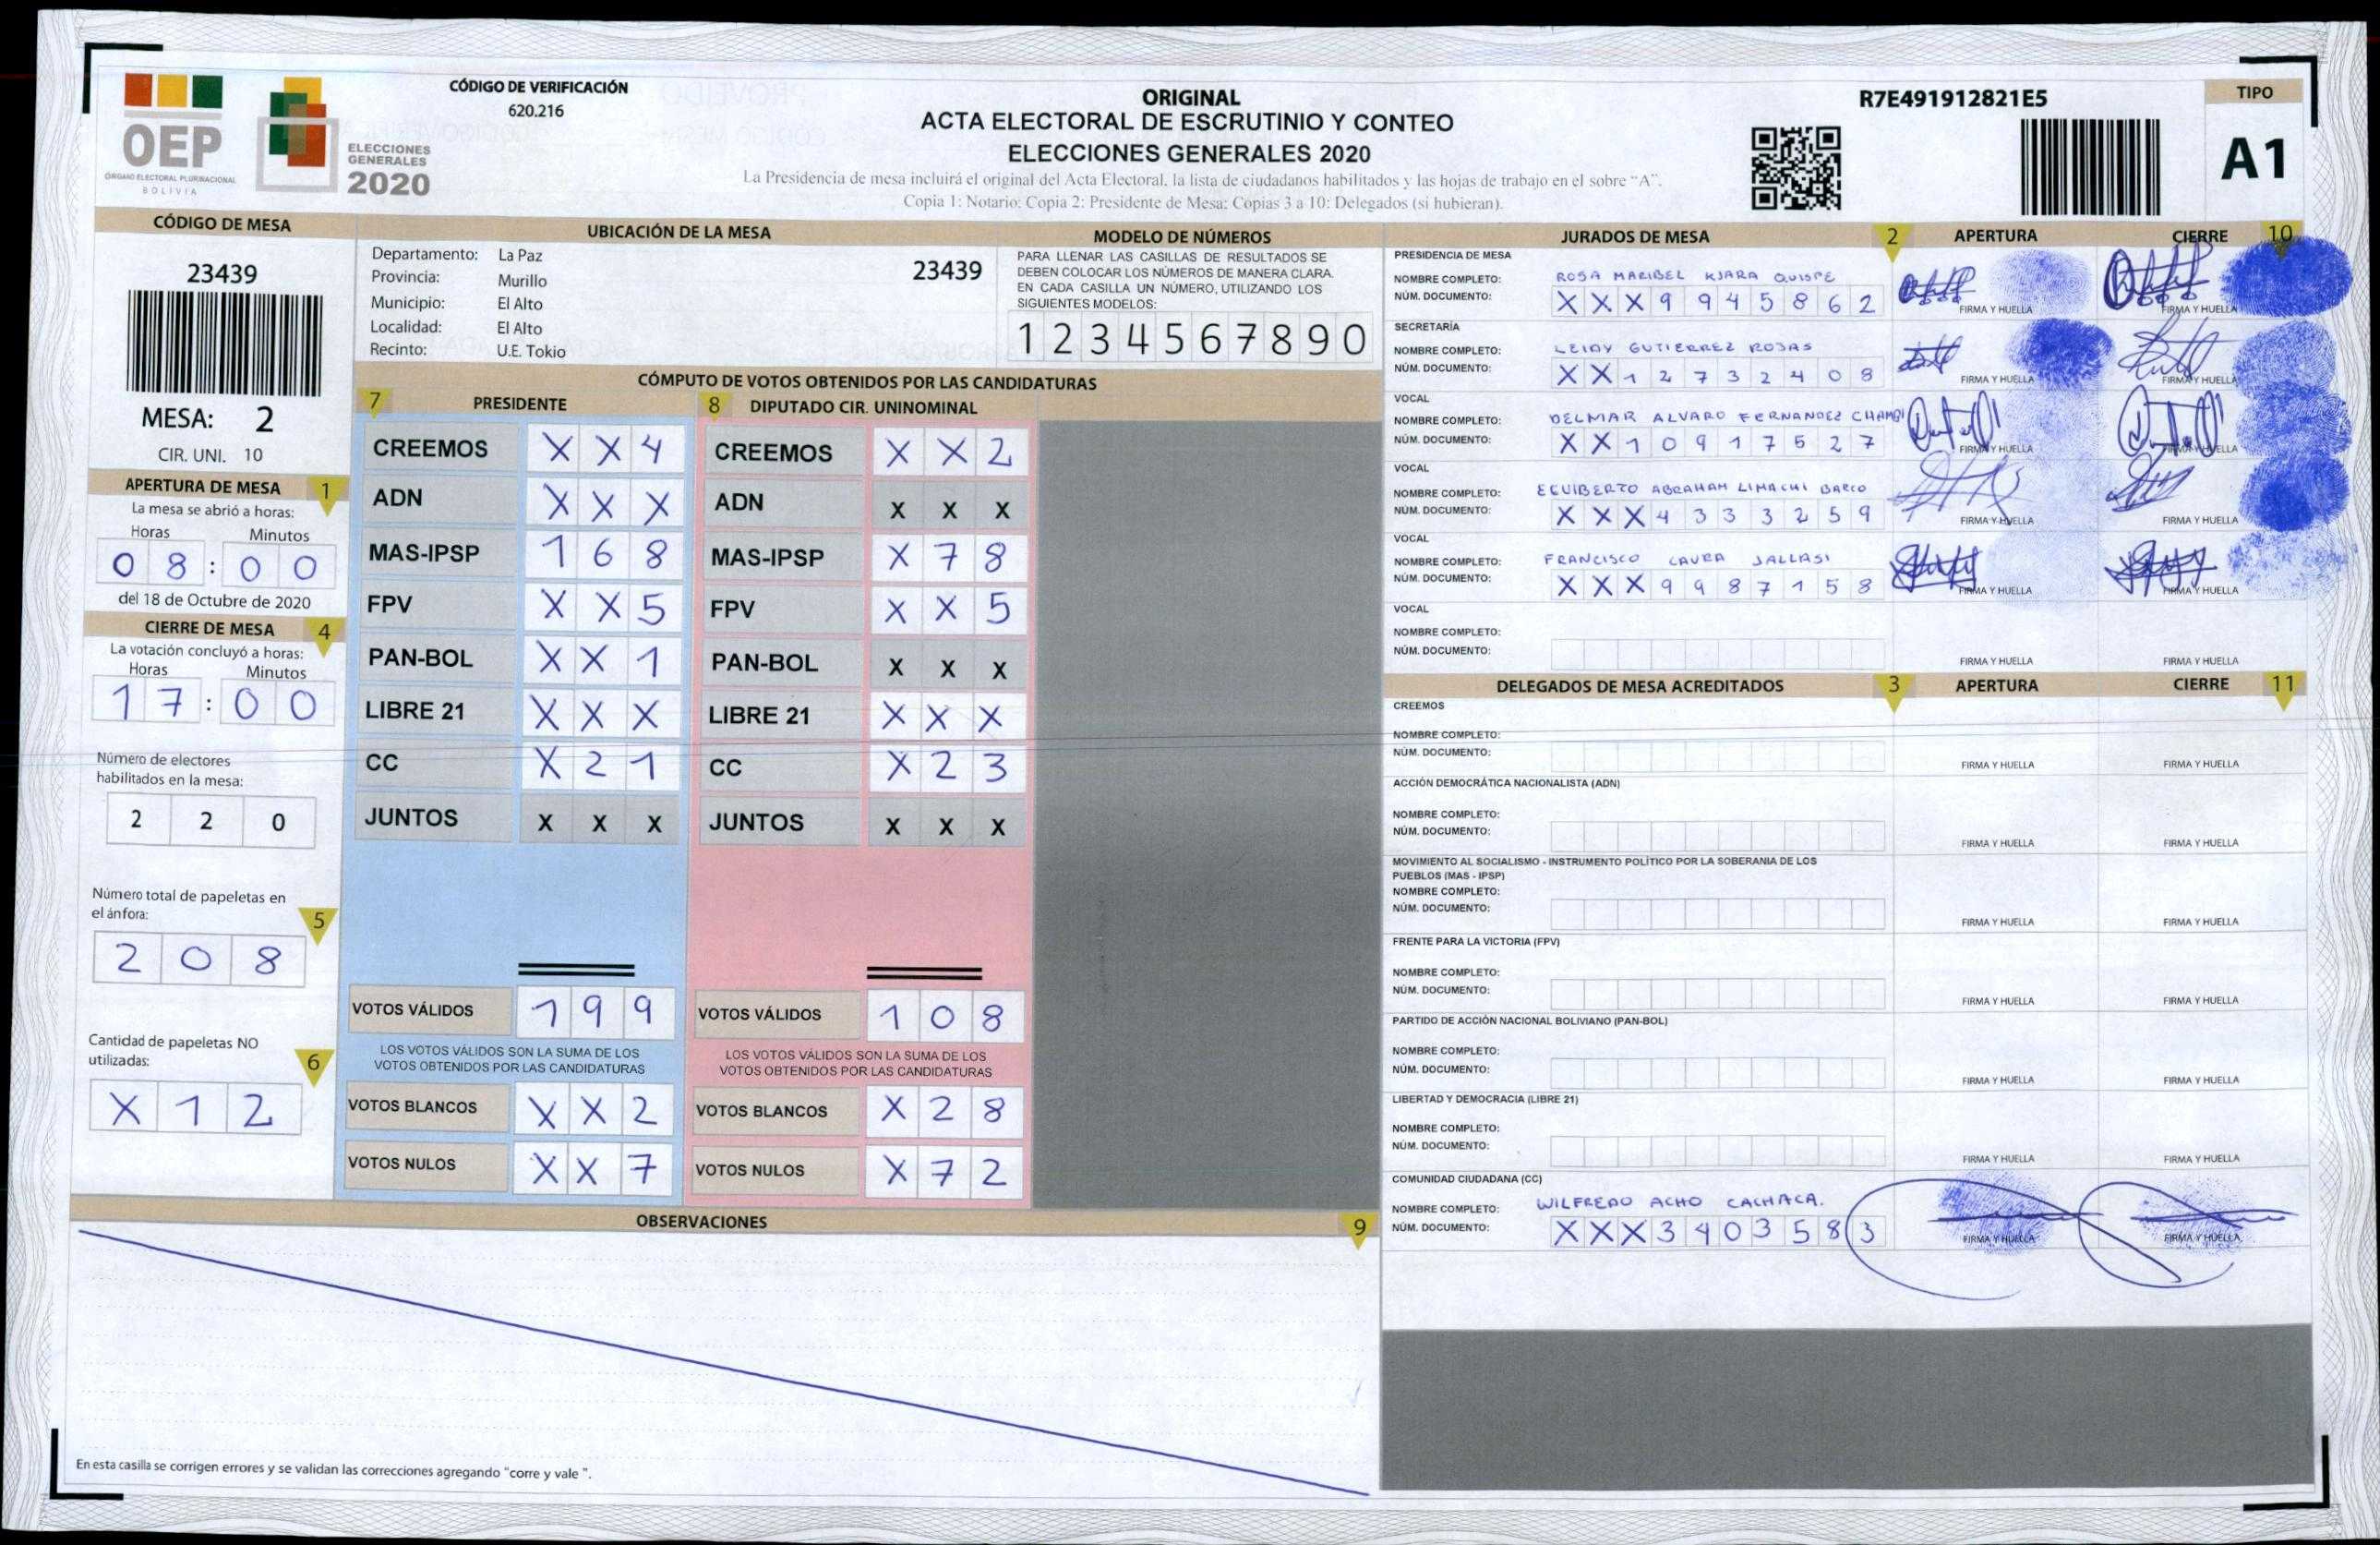 OEP
ÓRGANO ELECTORAL PLURINACIONAL
BOLIVIA
ELECCIONES
GENERALES
2020
CÓDIGO DE VERIFICACIÓN
620.216
ORIGINAL
ACTA ELECTORAL DE ESCRUTINIO Y CONTEO
ELECCIONES GENERALES 2020
La Presidencia de mesa incluirá el original del Acta Electoral, la lista de ciudadanos habilitados y las hojas de trabajo en el sobre “A”.
Copia 1: Notario; Copia 2: Presidente de Mesa; Copias 3 a 10: Delegados (si hubieran).
R7E491912821E5
TIPO
A1
CÓDIGO DE MESA
23439
MESA: 2
CIR. UNI. 10
APERTURA DE MESA 1
La mesa se abrió a horas:
Horas Minutos
0 8 : 0 0
del 18 de Octubre de 2020
CIERRE DE MESA 4
La votación concluyó a horas:
Horas Minutos
1 7 : 0 0
Número de electores
habilitados en la mesa:
2 2 0
Número total de papeletas en
el ánfora: 5
2 0 8
Cantidad de papeletas NO
utilizadas: 6
X 1 2
UBICACIÓN DE LA MESA
Departamento: La Paz
Provincia: Murillo
Municipio: El Alto
Localidad: El Alto
Recinto: U.E. Tokio
23439
MODELO DE NÚMEROS
PARA LLENAR LAS CASILLAS DE RESULTADOS SE
DEBEN COLOCAR LOS NÚMEROS DE MANERA CLARA.
EN CADA CASILLA UN NÚMERO, UTILIZANDO LOS
SIGUIENTES MODELOS:
1 2 3 4 5 6 7 8 9 0
CÓMPUTO DE VOTOS OBTENIDOS POR LAS CANDIDATURAS
7 PRESIDENTE
CREEMOS X X 4
ADN X X X
MAS-IPSP 1 6 8
FPV X X 5
PAN-BOL X X 1
LIBRE 21 X X X
CC X 2 1
JUNTOS X X X
VOTOS VÁLIDOS 1 9 9
LOS VOTOS VÁLIDOS SON LA SUMA DE LOS
VOTOS OBTENIDOS POR LAS CANDIDATURAS
VOTOS BLANCOS X X 2
VOTOS NULOS X X 7
8 DIPUTADO CIR. UNINOMINAL
CREEMOS X X 2
ADN X X X
MAS-IPSP X 7 8
FPV X X 5
PAN-BOL X X X
LIBRE 21 X X X
CC X 2 3
JUNTOS X X X
VOTOS VÁLIDOS 1 0 8
LOS VOTOS VÁLIDOS SON LA SUMA DE LOS
VOTOS OBTENIDOS POR LAS CANDIDATURAS
VOTOS BLANCOS X 2 8
VOTOS NULOS X 7 2
OBSERVACIONES 9
En esta casilla se corrigen errores y se validan las correcciones agregando "corre y vale ".
JURADOS DE MESA 2 APERTURA CIERRE 10
PRESIDENCIA DE MESA
NOMBRE COMPLETO: ROSA MARIBEL KJARA QUISPE
NÚM. DOCUMENTO: X X X 9 9 4 5 8 6 2
FIRMA Y HUELLA FIRMA Y HUELLA
SECRETARÍA
NOMBRE COMPLETO: LEIDY GUTIERREZ ROJAS
NÚM. DOCUMENTO: X X 1 2 7 3 2 4 0 8
FIRMA Y HUELLA FIRMA Y HUELLA
VOCAL
NOMBRE COMPLETO: DELMAR ALVARO FERNANDEZ CHAMBI
NÚM. DOCUMENTO: X X 1 0 9 1 7 5 2 7
FIRMA Y HUELLA FIRMA Y HUELLA
VOCAL
NOMBRE COMPLETO: EGUIBERTO ABRAHAM LIMACHI BARCO
NÚM. DOCUMENTO: X X X 4 3 3 3 2 5 9
FIRMA Y HUELLA FIRMA Y HUELLA
VOCAL
NOMBRE COMPLETO: FRANCISCO LAURA JALLASI
NÚM. DOCUMENTO: X X X 9 9 8 7 1 5 8
FIRMA Y HUELLA FIRMA Y HUELLA
VOCAL
NOMBRE COMPLETO:
NÚM. DOCUMENTO:
FIRMA Y HUELLA FIRMA Y HUELLA
DELEGADOS DE MESA ACREDITADOS 3 APERTURA CIERRE 11
CREEMOS
NOMBRE COMPLETO:
NÚM. DOCUMENTO:
FIRMA Y HUELLA FIRMA Y HUELLA
ACCIÓN DEMOCRÁTICA NACIONALISTA (ADN)
NOMBRE COMPLETO:
NÚM. DOCUMENTO:
FIRMA Y HUELLA FIRMA Y HUELLA
MOVIMIENTO AL SOCIALISMO - INSTRUMENTO POLÍTICO POR LA SOBERANIA DE LOS
PUEBLOS (MAS - IPSP)
NOMBRE COMPLETO:
NÚM. DOCUMENTO:
FIRMA Y HUELLA FIRMA Y HUELLA
FRENTE PARA LA VICTORIA (FPV)
NOMBRE COMPLETO:
NÚM. DOCUMENTO:
FIRMA Y HUELLA FIRMA Y HUELLA
PARTIDO DE ACCIÓN NACIONAL BOLIVIANO (PAN-BOL)
NOMBRE COMPLETO:
NÚM. DOCUMENTO:
FIRMA Y HUELLA FIRMA Y HUELLA
LIBERTAD Y DEMOCRACIA (LIBRE 21)
NOMBRE COMPLETO:
NÚM. DOCUMENTO:
FIRMA Y HUELLA FIRMA Y HUELLA
COMUNIDAD CIUDADANA (CC)
NOMBRE COMPLETO: WILFREDO ACHO CACHACA.
NÚM. DOCUMENTO: X X X 3 4 0 3 5 8 3
FIRMA Y HUELLA FIRMA Y HUELLA